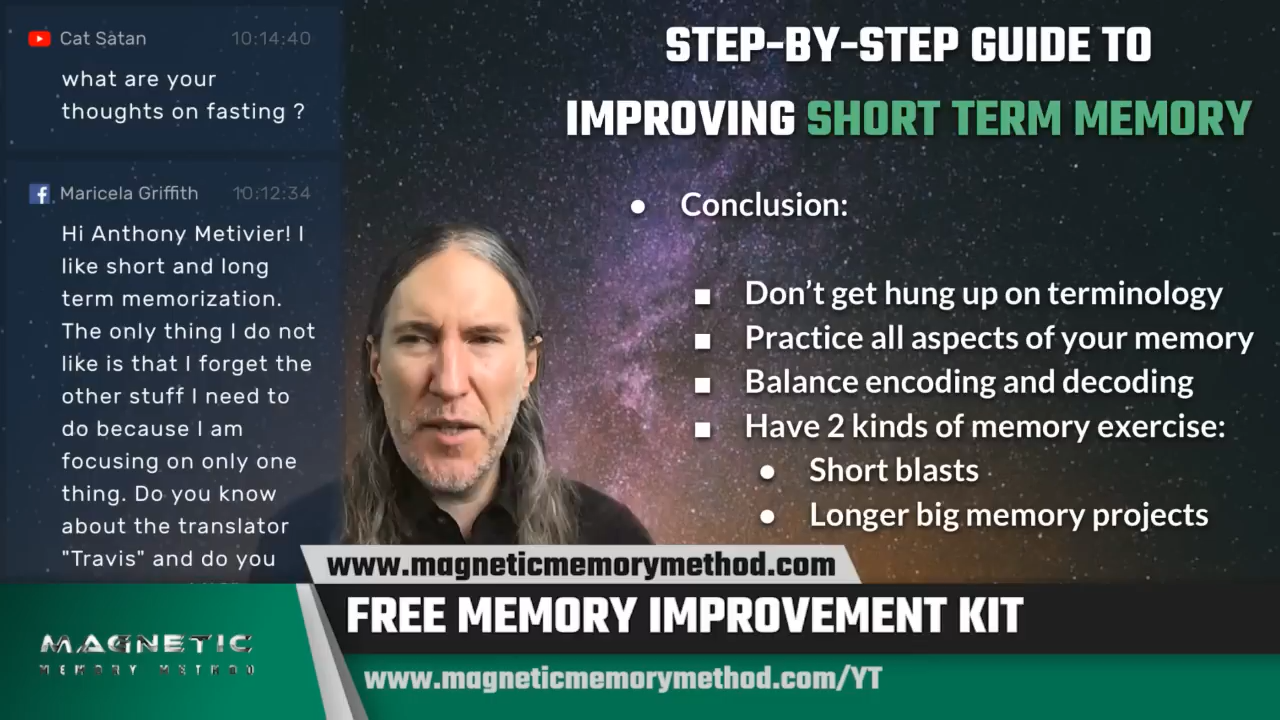 Cat Satan 10:14:40
what are your
thoughts on fasting ?
Maricela Griffith 10:12:34
Hi Anthony Metivier! I
like short and long
term memorization.
The only thing I do not
like is that I forget the
other stuff I need to
do because I am
focusing on only one
thing. Do you know
about the translator
"Travis" and do you
STEP-BY-STEP GUIDE TO
IMPROVING SHORT TERM MEMORY
• Conclusion:
▪ Don't get hung up on terminology
▪ Practice all aspects of your memory
▪ Balance encoding and decoding
▪ Have 2 kinds of memory exercise:
• Short blasts
• Longer big memory projects
www.magneticmemorymethod.com
FREE MEMORY IMPROVEMENT KIT
www.magneticmemorymethod.com/YT
MAGNETIC
MEMORY METHOD